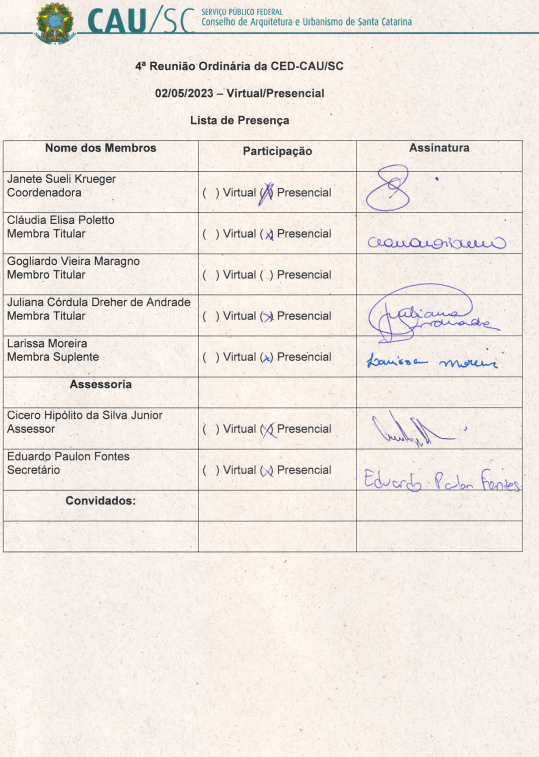 CAU/SC SERVIÇO PÚBLICO FEDERAL
Conselho de Arquitetura e Urbanismo de Santa Catarina
4ª Reunião Ordinária da CED-CAU/SC
02/05/2023 – Virtual/Presencial
Lista de Presença
Nome dos Membros Participação Assinatura
Janete Sueli Krueger
Coordenadora ( ) Virtual (X) Presencial
Cláudia Elisa Poletto
Membra Titular ( ) Virtual (x) Presencial
Gogliardo Vieira Maragno
Membro Titular ( ) Virtual ( ) Presencial
Juliana Córdula Dreher de Andrade
Membra Titular ( ) Virtual (x) Presencial Juliana Andrade
Larissa Moreira
Membra Suplente ( ) Virtual (x) Presencial Larissa Moreira
Assessoria
Cicero Hipólito da Silva Junior
Assessor ( ) Virtual (X) Presencial
Eduardo Paulon Fontes
Secretário ( ) Virtual (x) Presencial Eduardo Paulon Fontes
Convidados: